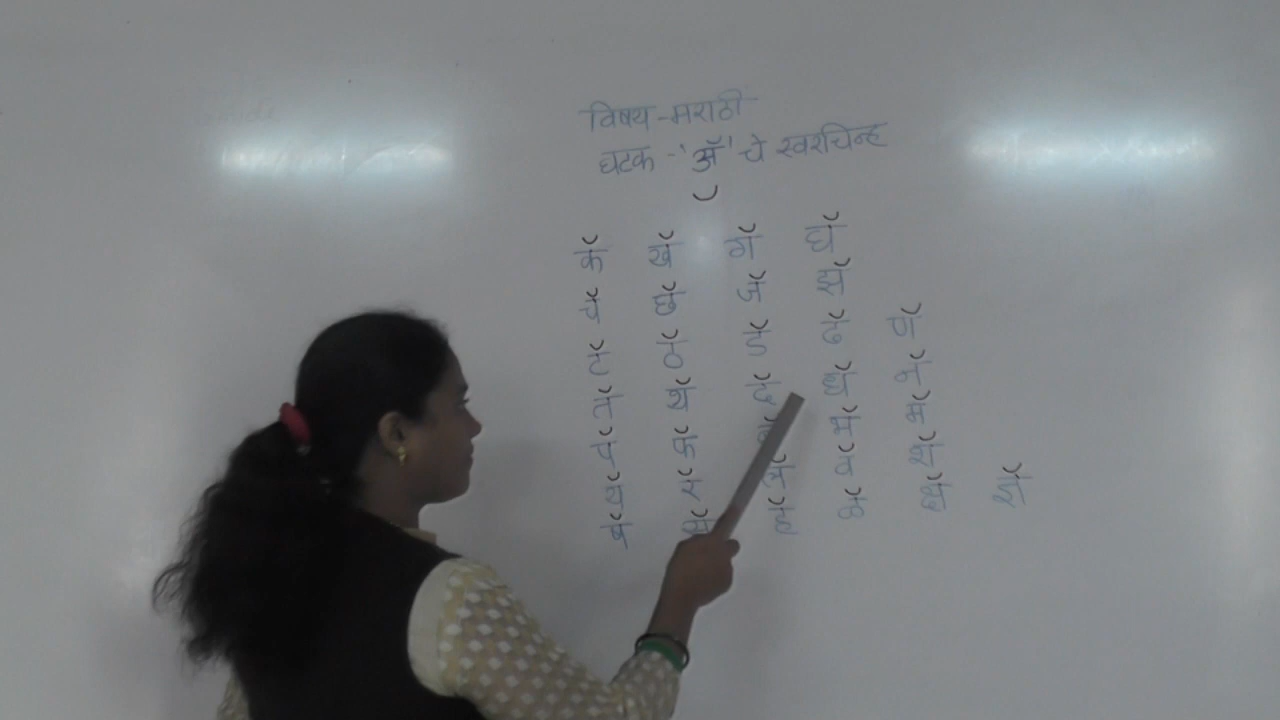 विषय -मराठी
घटक -'अॅ' चे स्वरचिन्ह
ॅ
कॅ खॅ गॅ घॅ
चॅ छॅ जॅ झॅ
टॅ ठॅ डॅ ढॅ णॅ
तॅ थॅ दॅ धॅ नॅ
पॅ फॅ भॅ मॅ
यॅ रॅ लॅ वॅ शॅ
षॅ सॅ हॅ ळॅ क्षॅ ज्ञॅ